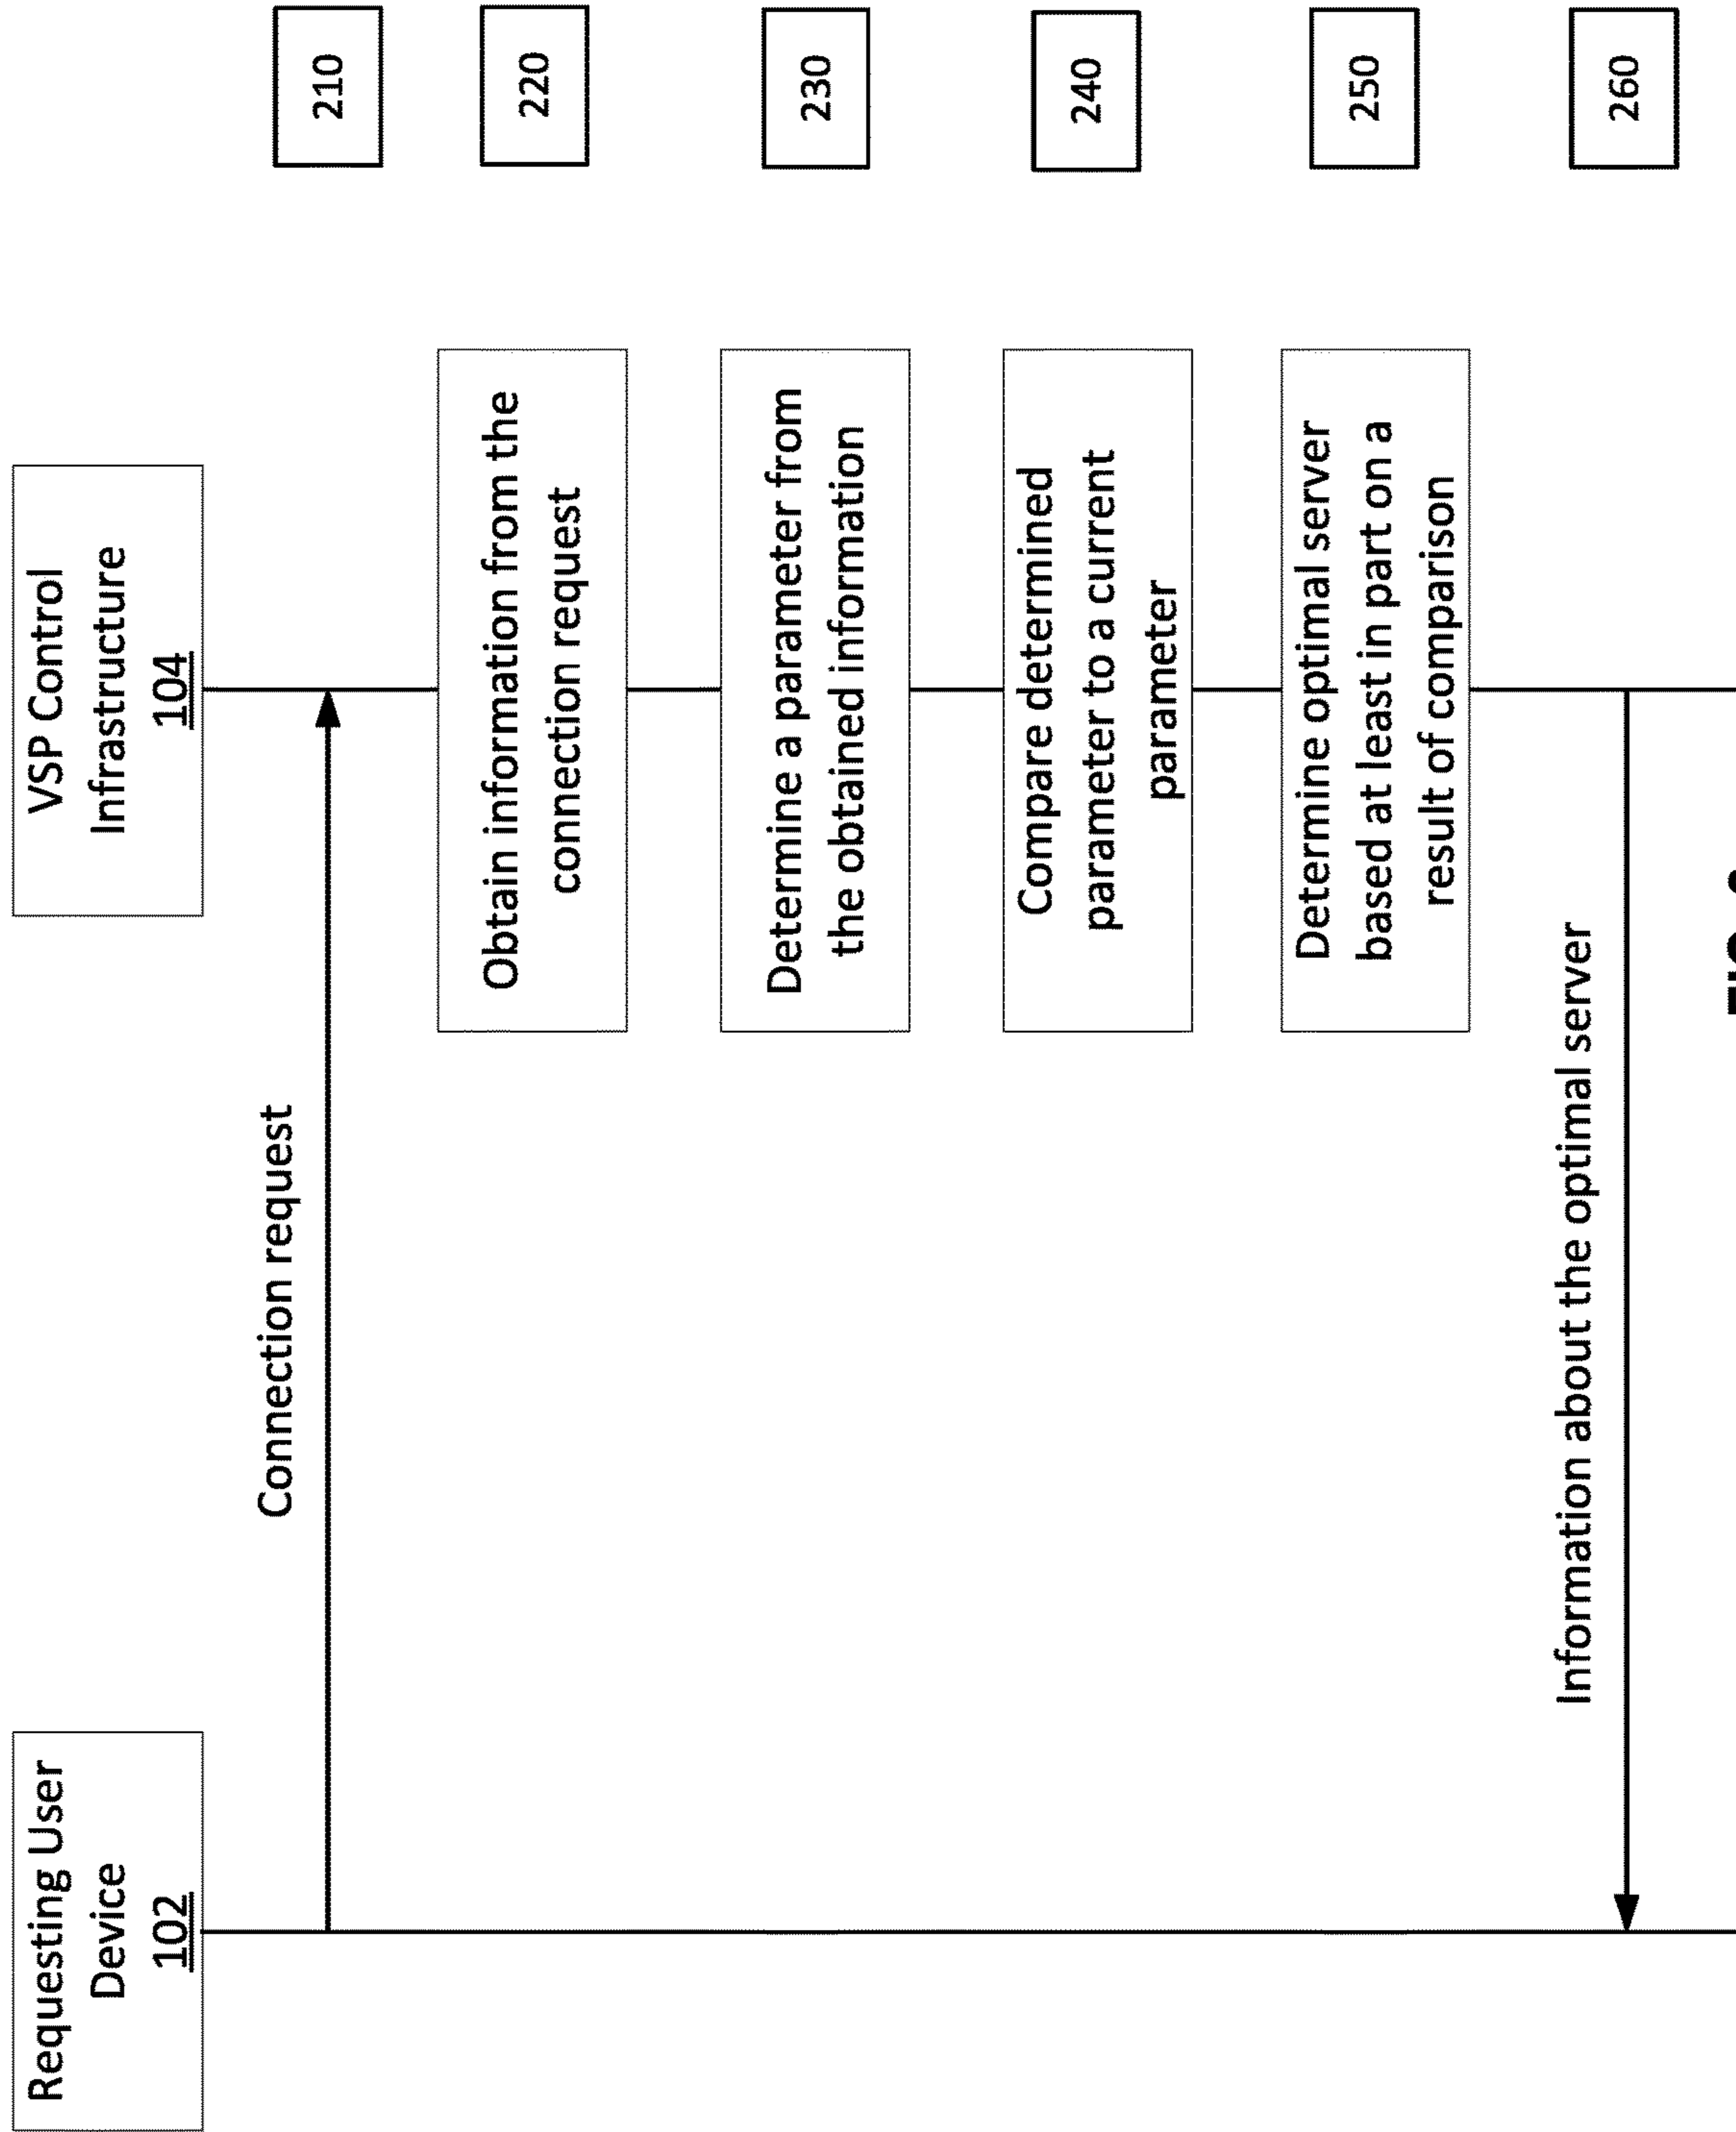 Requesting User
Device
102
VSP Control
Infrastructure
104
Connection request
210
Obtain information from the
connection request
220
Determine a parameter from
the obtained information
230
Compare determined
parameter to a current
parameter
240
Determine optimal server
based at least in part on a
result of comparison
250
Information about the optimal server
260